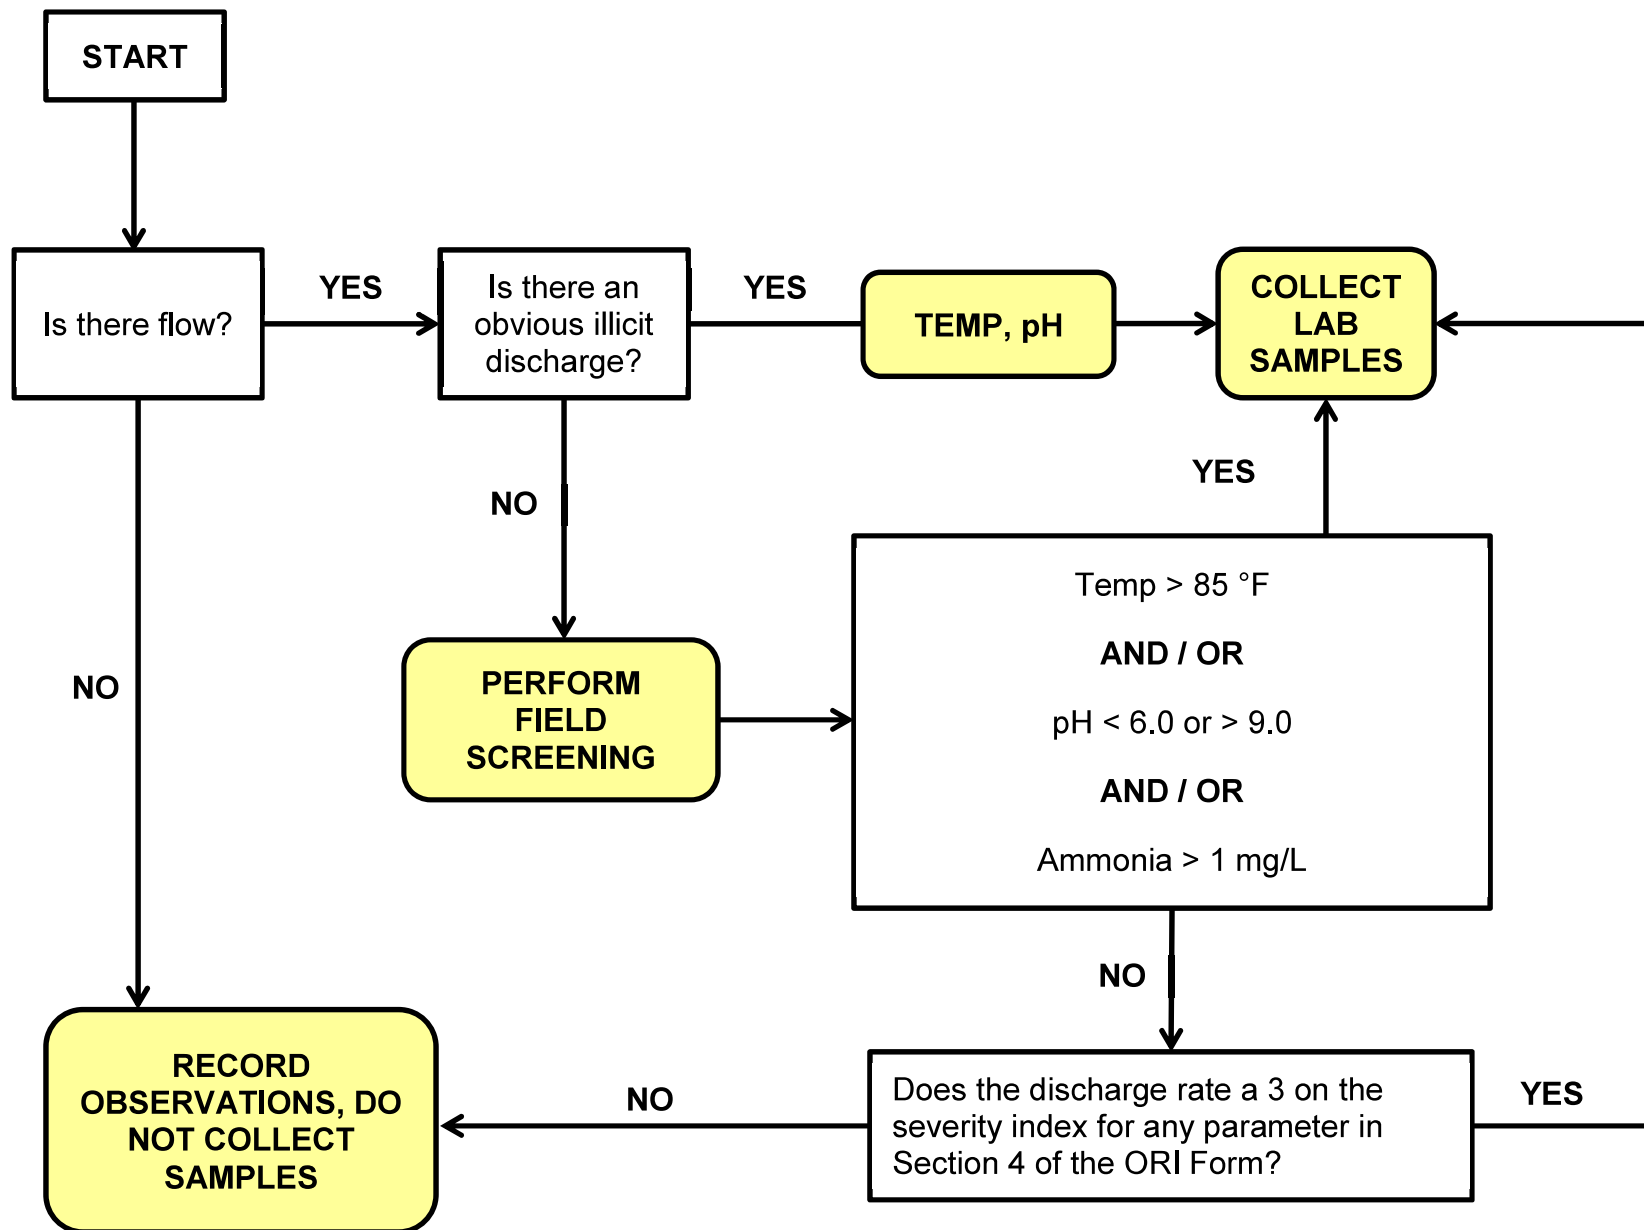 START
Is there flow?
YES
Is there an
obvious illicit
discharge?
YES
TEMP, pH
COLLECT
LAB
SAMPLES
YES
NO
NO
PERFORM
FIELD
SCREENING
Temp > 85 °F
AND / OR
pH < 6.0 or > 9.0
AND / OR
Ammonia > 1 mg/L
NO
RECORD
OBSERVATIONS, DO
NOT COLLECT
SAMPLES
NO
Does the discharge rate a 3 on the
severity index for any parameter in
Section 4 of the ORI Form?
YES